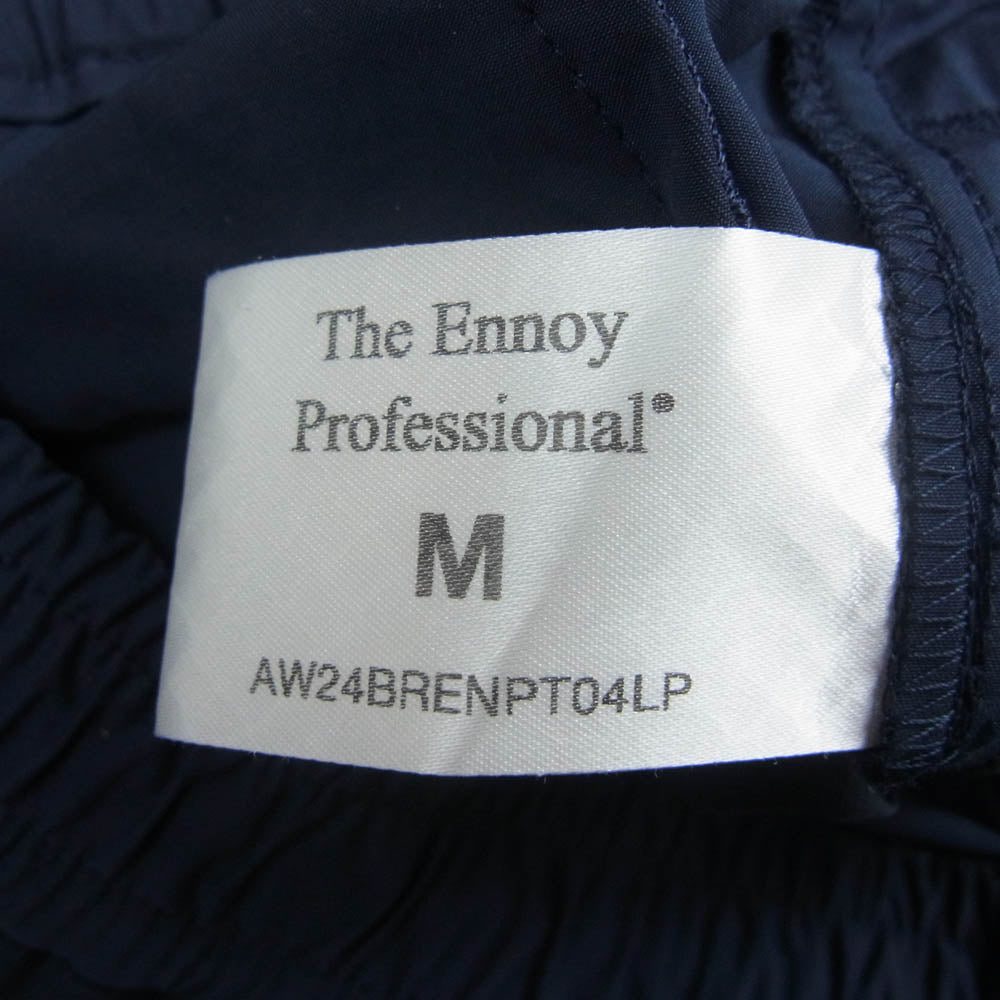 The Ennoy
Professional®
M
AW24BRENPT04LP